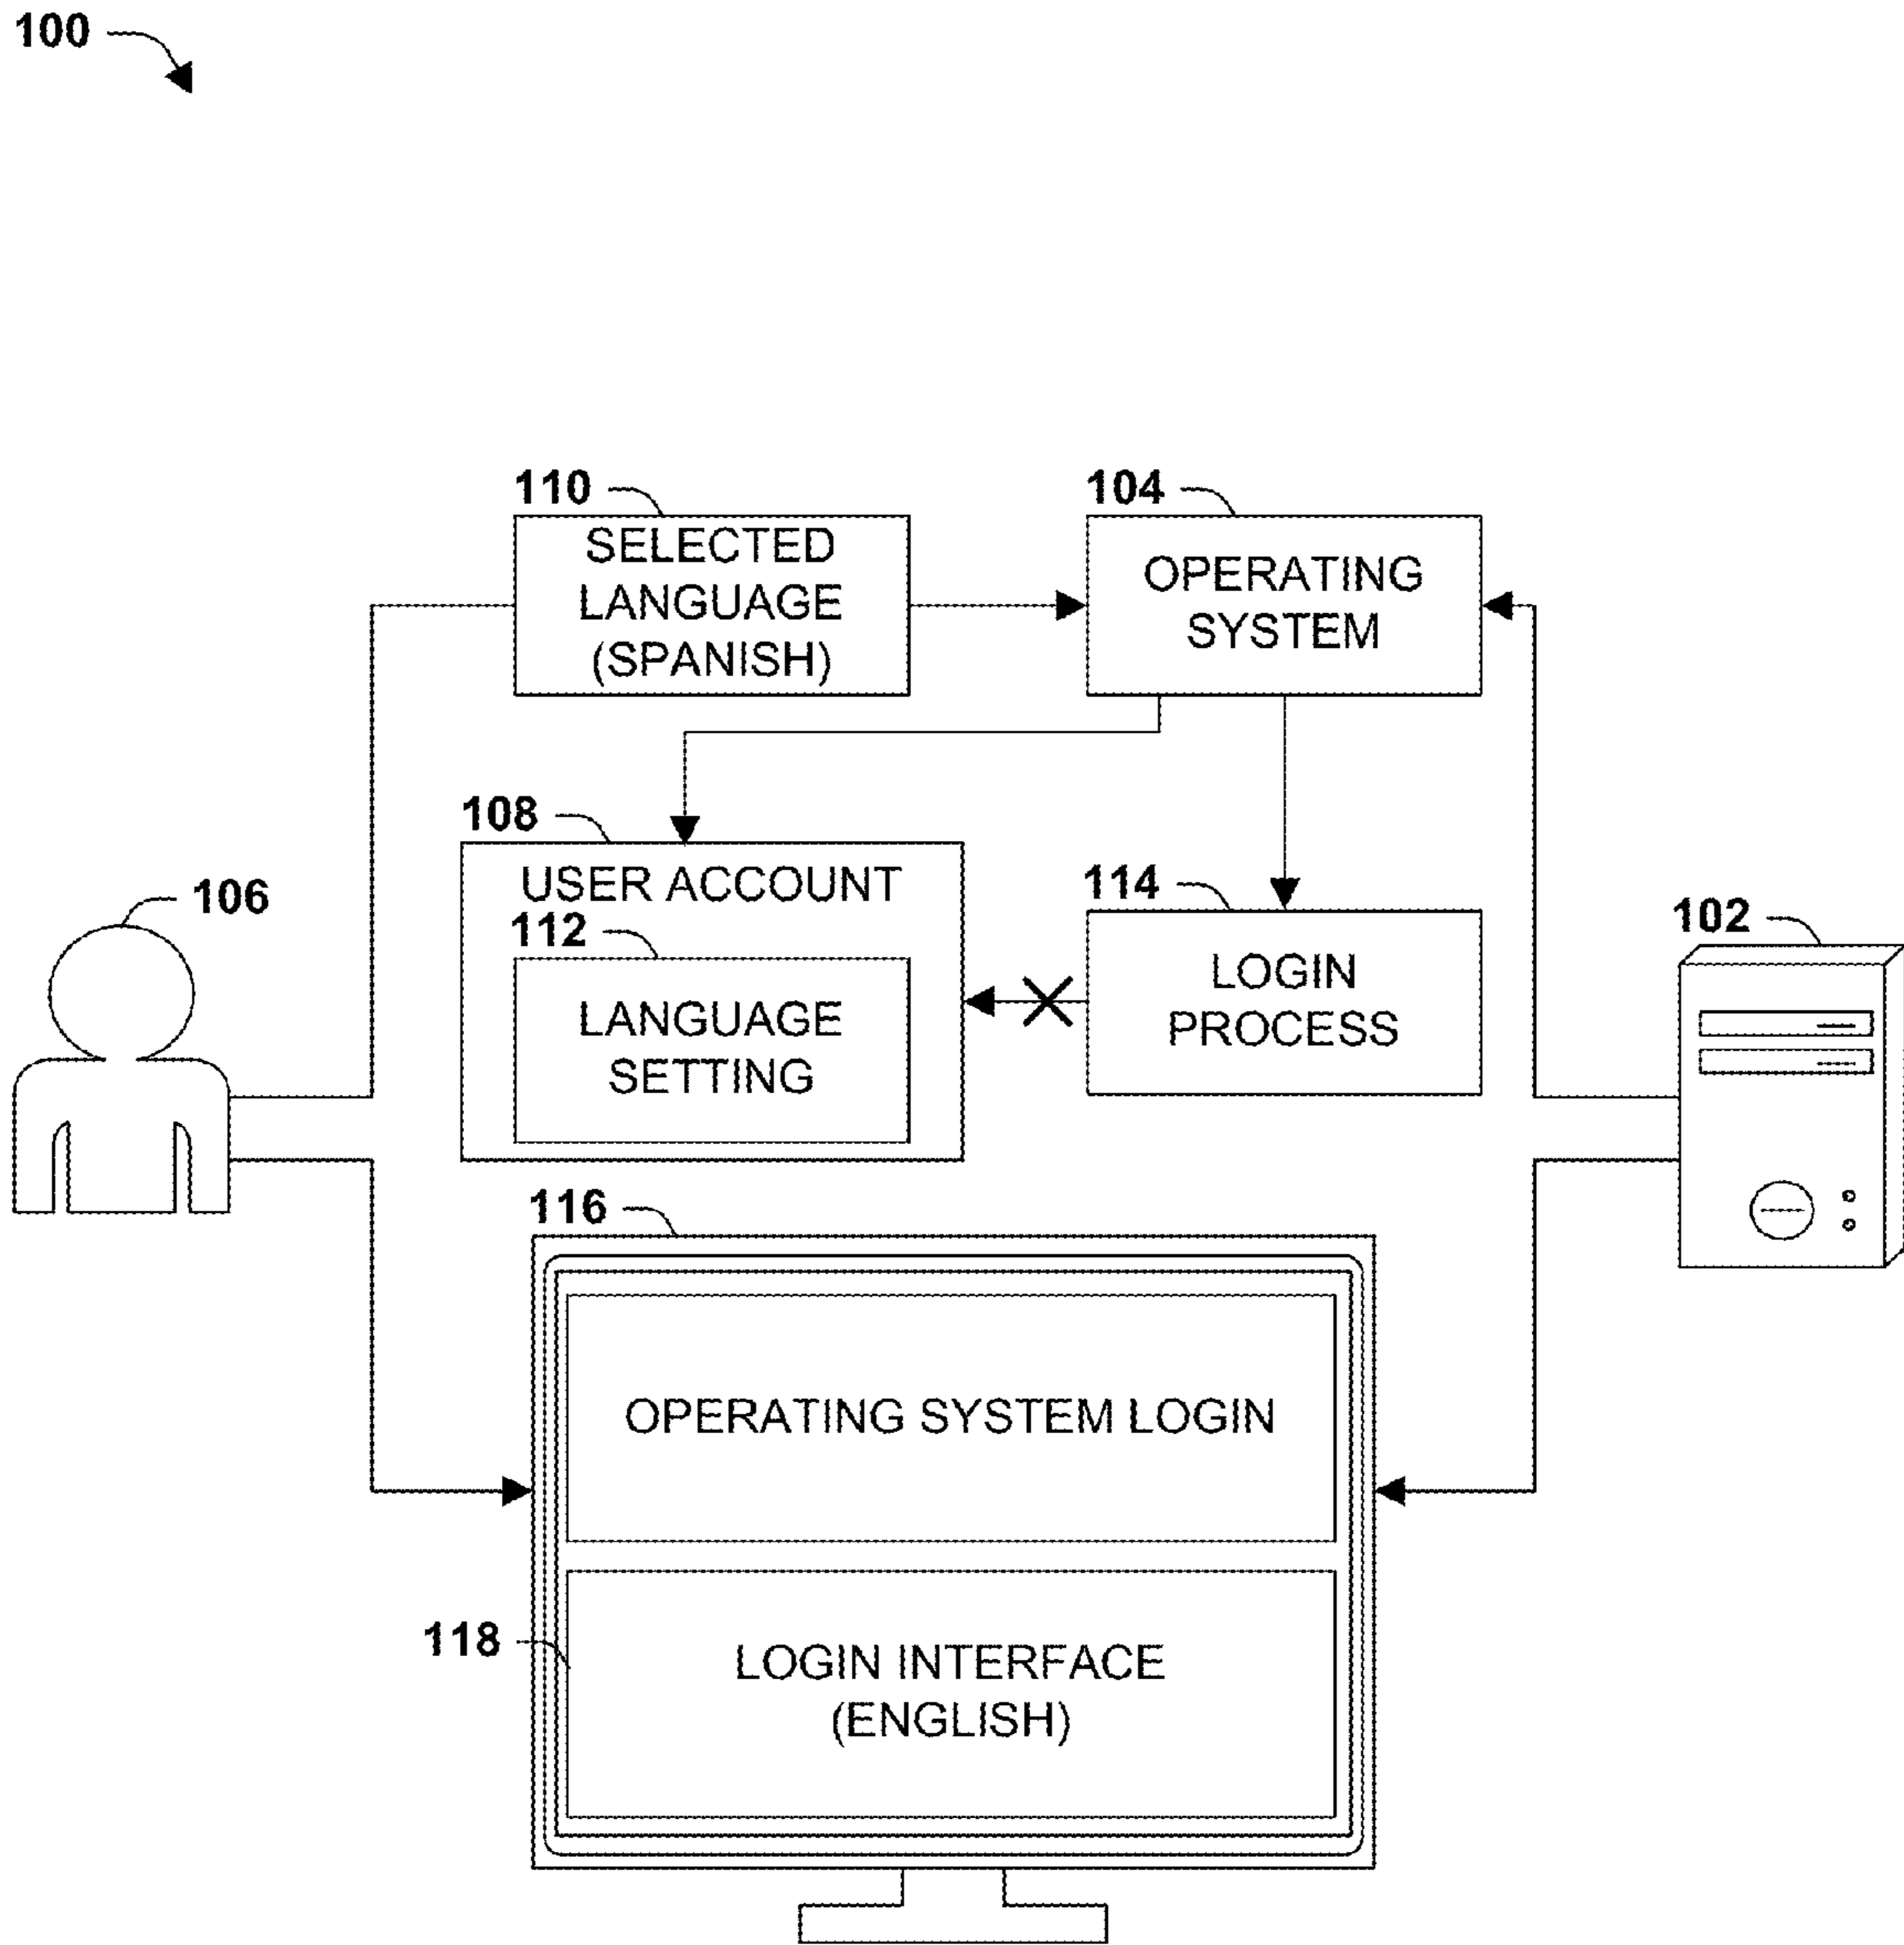 100
110
SELECTED
LANGUAGE
(SPANISH)
104
OPERATING
SYSTEM
108
USER ACCOUNT
112
LANGUAGE
SETTING
114
LOGIN
PROCESS
106
102
116
OPERATING SYSTEM LOGIN
118
LOGIN INTERFACE
(ENGLISH)